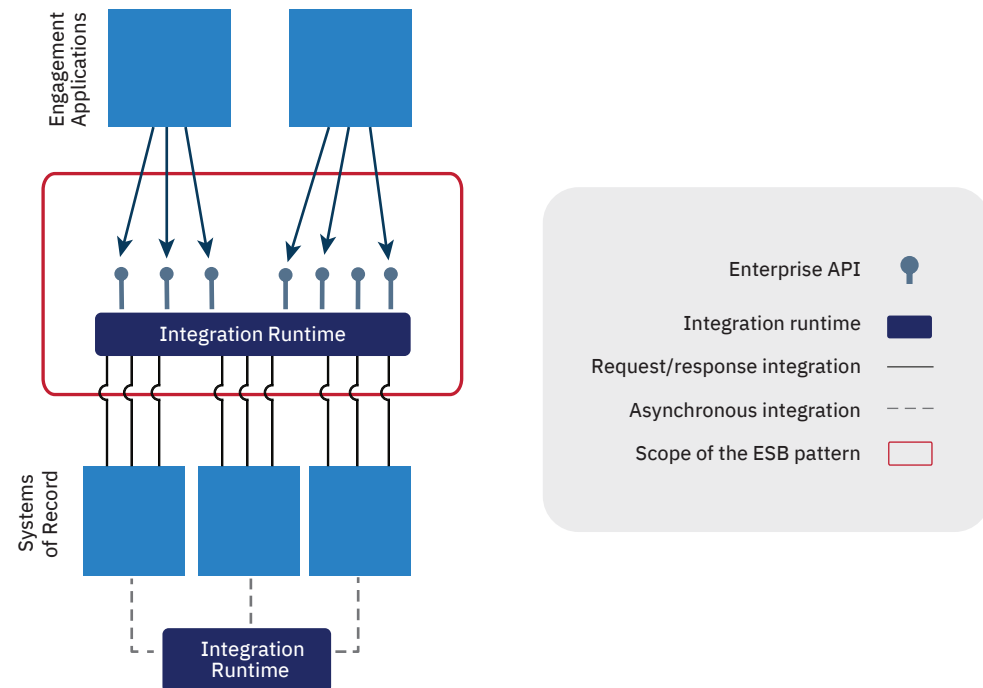 Engagement
Applications
Integration Runtime
Systems
of Record
Integration
Runtime
Enterprise API
Integration runtime
Request/response integration
Asynchronous integration
Scope of the ESB pattern